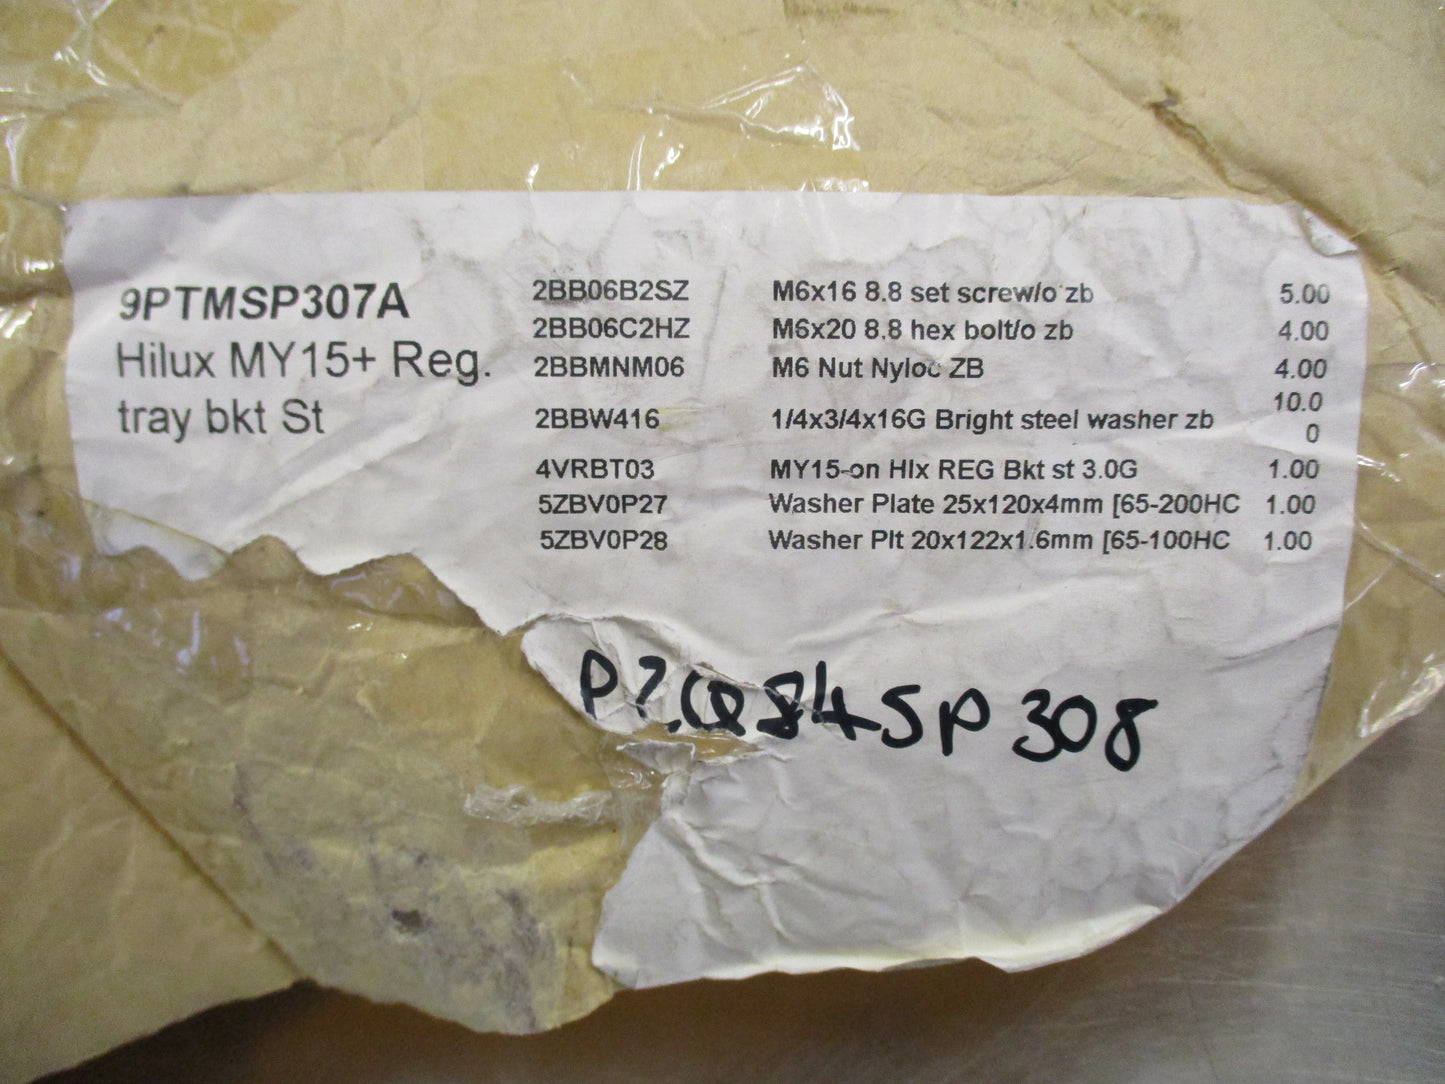 9PTMSP307A
Hilux MY15+ Reg.
tray bkt St
2BB06B2SZ M6x16 8.8 set screw/o zb 5.00
2BB06C2HZ M6x20 8.8 hex bolt/o zb 4.00
2BBMNM06 M6 Nut Nyloc ZB 4.00
2BBW416 1/4x3/4x16G Bright steel washer zb 10.0
0
4VRBT03 MY15-on Hlx REG Bkt st 3.0G 1.00
5ZBV0P27 Washer Plate 25x120x4mm [65-200HC 1.00
5ZBV0P28 Washer Plt 20x122x1.6mm [65-100HC 1.00
SP308